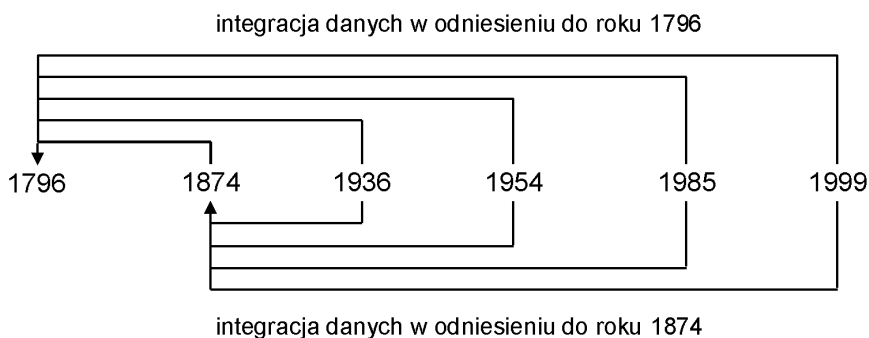 integracja danych w odniesieniu do roku 1796
1796 1874 1936 1954 1985 1999
integracja danych w odniesieniu do roku 1874